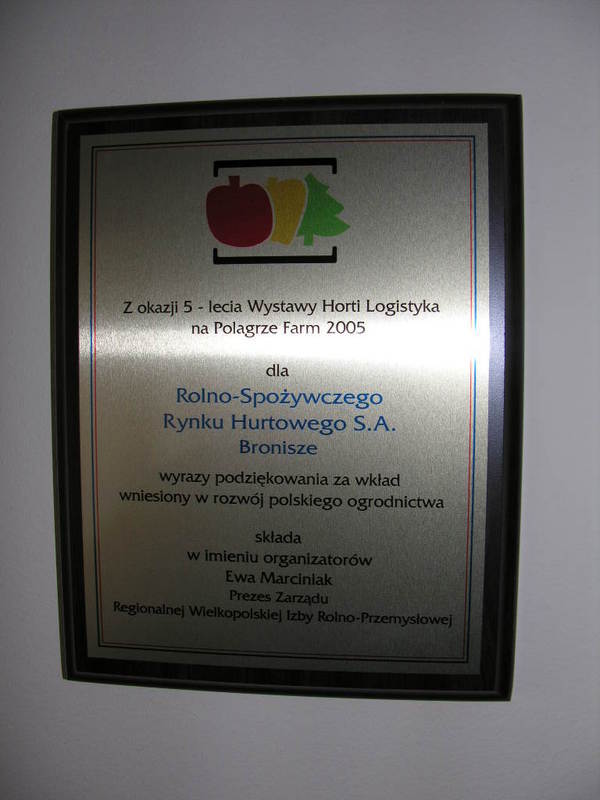 Z okazji 5 - lecia Wystawy Horti Logistyka
na Polagrze Farm 2005
dla
Rolno-Spożywczego
Rynku Hurtowego S.A.
Bronisze
wyrazy podziękowania za wkład
wniesiony w rozwój polskiego ogrodnictwa
składa
w imieniu organizatorów
Ewa Marciniak
Prezes Zarządu
Regionalnej Wielkopolskiej Izby Rolno-Przemysłowej